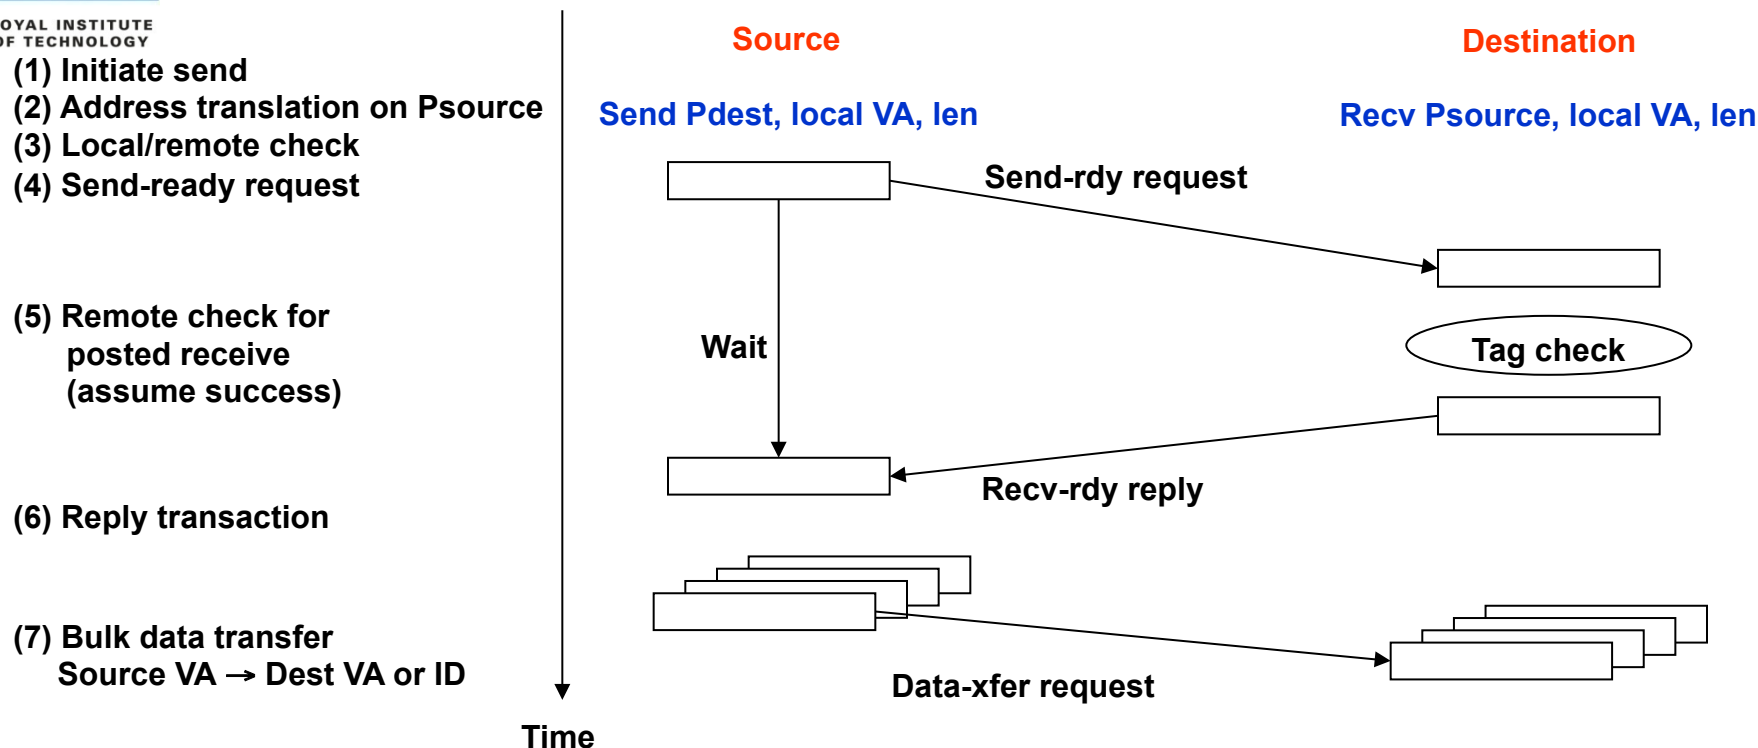 OYAL INSTITUTE
OF TECHNOLOGY
(1) Initiate send
(2) Address translation on Psource
(3) Local/remote check
(4) Send-ready request
(5) Remote check for
posted receive
(assume success)
(6) Reply transaction
(7) Bulk data transfer
Source VA → Dest VA or ID
Time
Source
Destination
Send Pdest, local VA, len
Recv Psource, local VA, len
Send-rdy request
Wait
Tag check
Recv-rdy reply
Data-xfer request